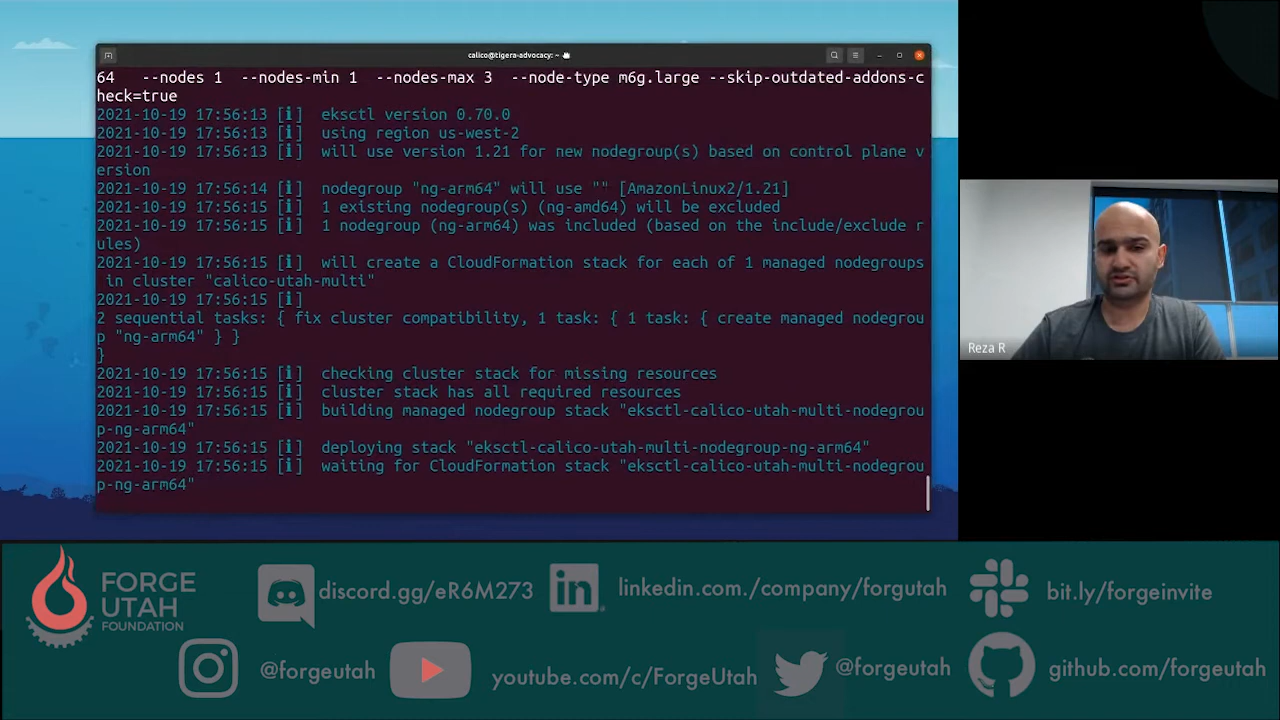 calico@tigera-advocacy: ~
64   --nodes 1  --nodes-min 1  --nodes-max 3  --node-type m6g.large --skip-outdated-addons-c
heck=true
2021-10-19 17:56:13 [ℹ]  eksctl version 0.70.0
2021-10-19 17:56:13 [ℹ]  using region us-west-2
2021-10-19 17:56:13 [ℹ]  will use version 1.21 for new nodegroup(s) based on control plane v
ersion
2021-10-19 17:56:14 [ℹ]  nodegroup "ng-arm64" will use "" [AmazonLinux2/1.21]
2021-10-19 17:56:15 [ℹ]  1 existing nodegroup(s) (ng-amd64) will be excluded
2021-10-19 17:56:15 [ℹ]  1 nodegroup (ng-arm64) was included (based on the include/exclude r
ules)
2021-10-19 17:56:15 [ℹ]  will create a CloudFormation stack for each of 1 managed nodegroups
 in cluster "calico-utah-multi"
2021-10-19 17:56:15 [ℹ]
2 sequential tasks: { fix cluster compatibility, 1 task: { 1 task: { create managed nodegrou
p "ng-arm64" } }
}
2021-10-19 17:56:15 [ℹ]  checking cluster stack for missing resources
2021-10-19 17:56:15 [ℹ]  cluster stack has all required resources
2021-10-19 17:56:15 [ℹ]  building managed nodegroup stack "eksctl-calico-utah-multi-nodegrou
p-ng-arm64"
2021-10-19 17:56:15 [ℹ]  deploying stack "eksctl-calico-utah-multi-nodegroup-ng-arm64"
2021-10-19 17:56:15 [ℹ]  waiting for CloudFormation stack "eksctl-calico-utah-multi-nodegrou
p-ng-arm64"
Reza R
FORGE
UTAH
FOUNDATION
discord.gg/eR6M273
linkedin.com./company/forgutah
bit.ly/forgeinvite
@forgeutah
youtube.com/c/ForgeUtah
@forgeutah
github.com/forgeutah